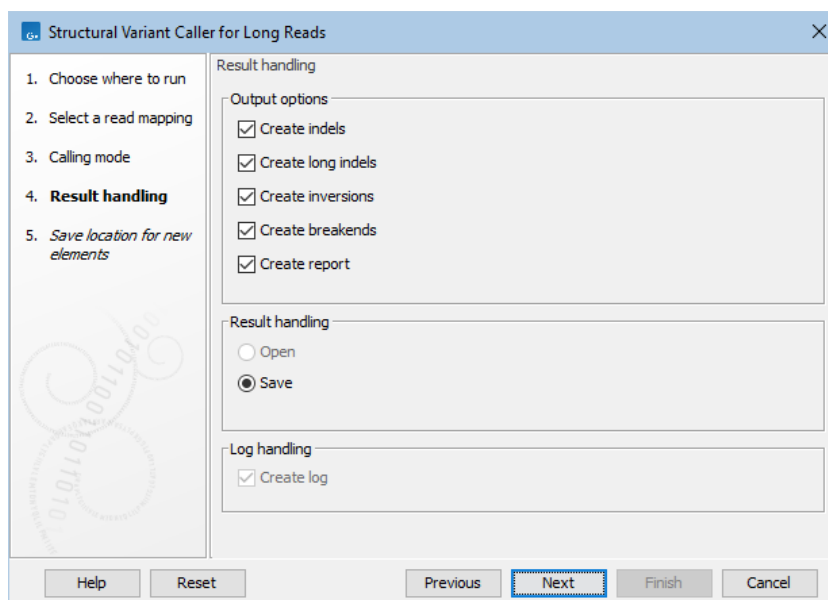 Structural Variant Caller for Long Reads
1. Choose where to run
2. Select a read mapping
3. Calling mode
4. Result handling
5. Save location for new
elements
Result handling
Output options
Create indels
Create long indels
Create inversions
Create breakends
Create report
Result handling
Open
Save
Log handling
Create log
Help
Reset
Previous
Next
Finish
Cancel